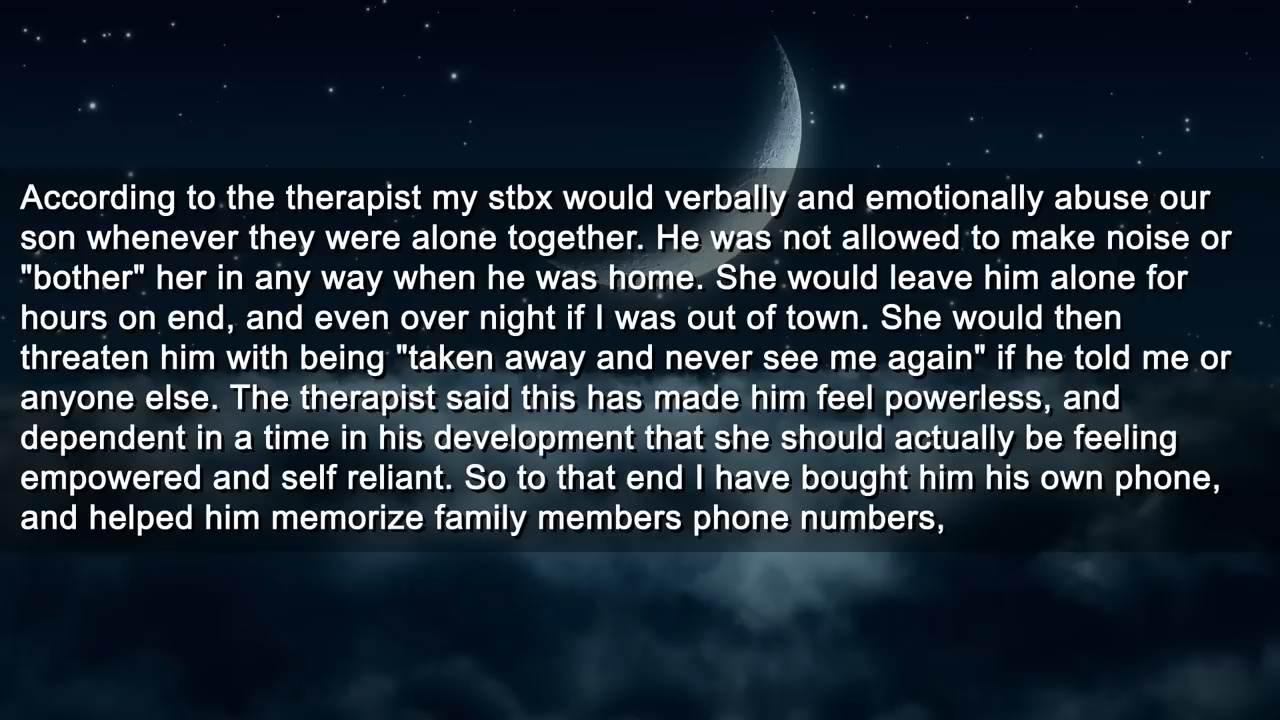 According to the therapist my stbx would verbally and emotionally abuse our
son whenever they were alone together. He was not allowed to make noise or
"bother" her in any way when he was home. She would leave him alone for
hours on end, and even over night if I was out of town. She would then
threaten him with being "taken away and never see me again" if he told me or
anyone else. The therapist said this has made him feel powerless, and
dependent in a time in his development that she should actually be feeling
empowered and self reliant. So to that end I have bought him his own phone,
and helped him memorize family members phone numbers,